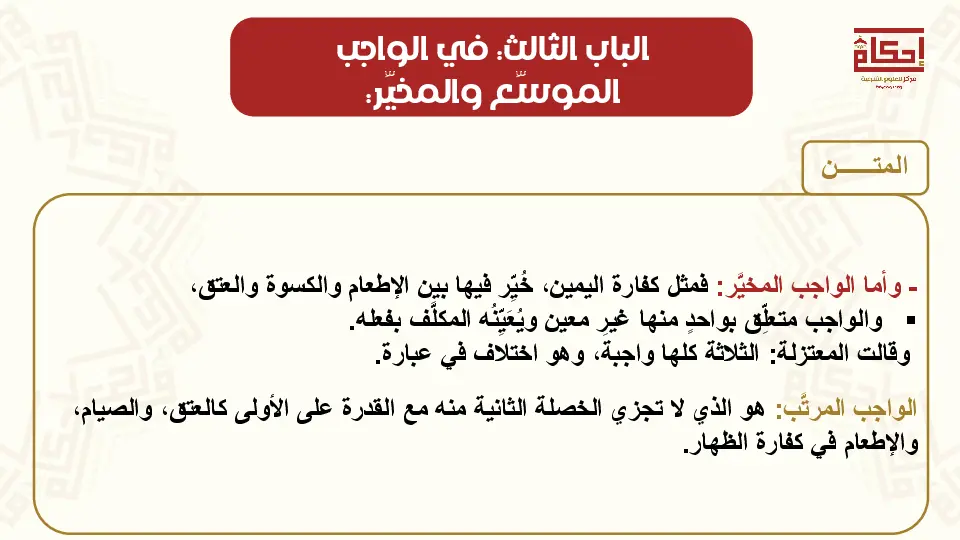 الباب الثالث: في الواجب
الموسّع والمخيّر:
إحكام
مركز للعلوم الشرعية
المتـــــن
- وأما الواجب المخيَّر: فمثل كفارة اليمين، خُيِّر فيها بين الإطعام والكسوة والعتق،
▪ والواجب متعلِّق بواحدٍ منها غيرِ معين ويُعَيِّنُه المكلَّف بفعله.
وقالت المعتزلة: الثلاثة كلها واجبة، وهو اختلاف في عبارة.
الواجب المرتَّب: هو الذي لا تجزي الخصلة الثانية منه مع القدرة على الأولى كالعتق، والصيام،
والإطعام في كفارة الظهار.